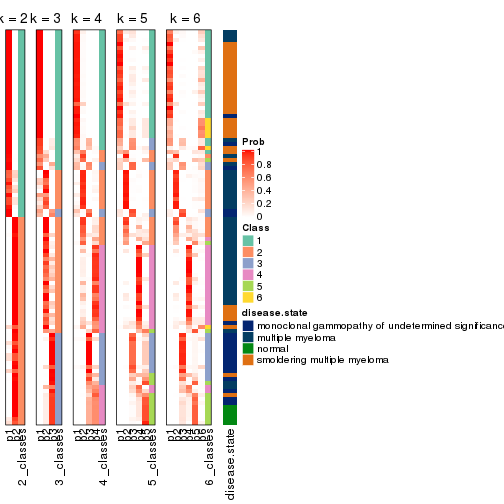 k = 2 k = 3 k = 4 k = 5 k = 6
Prob
1
0.8
0.6
0.4
0.2
0
Class
1
2
3
4
5
6
disease.state
monoclonal gammopathy of undetermined significance
multiple myeloma
normal
smoldering multiple myeloma
p1 p2 2_classes p1 p2 p3 3_classes p1 p2 p3 p4 4_classes p1 p2 p3 p4 p5 5_classes p1 p2 p3 p4 p5 p6 6_classes disease.state